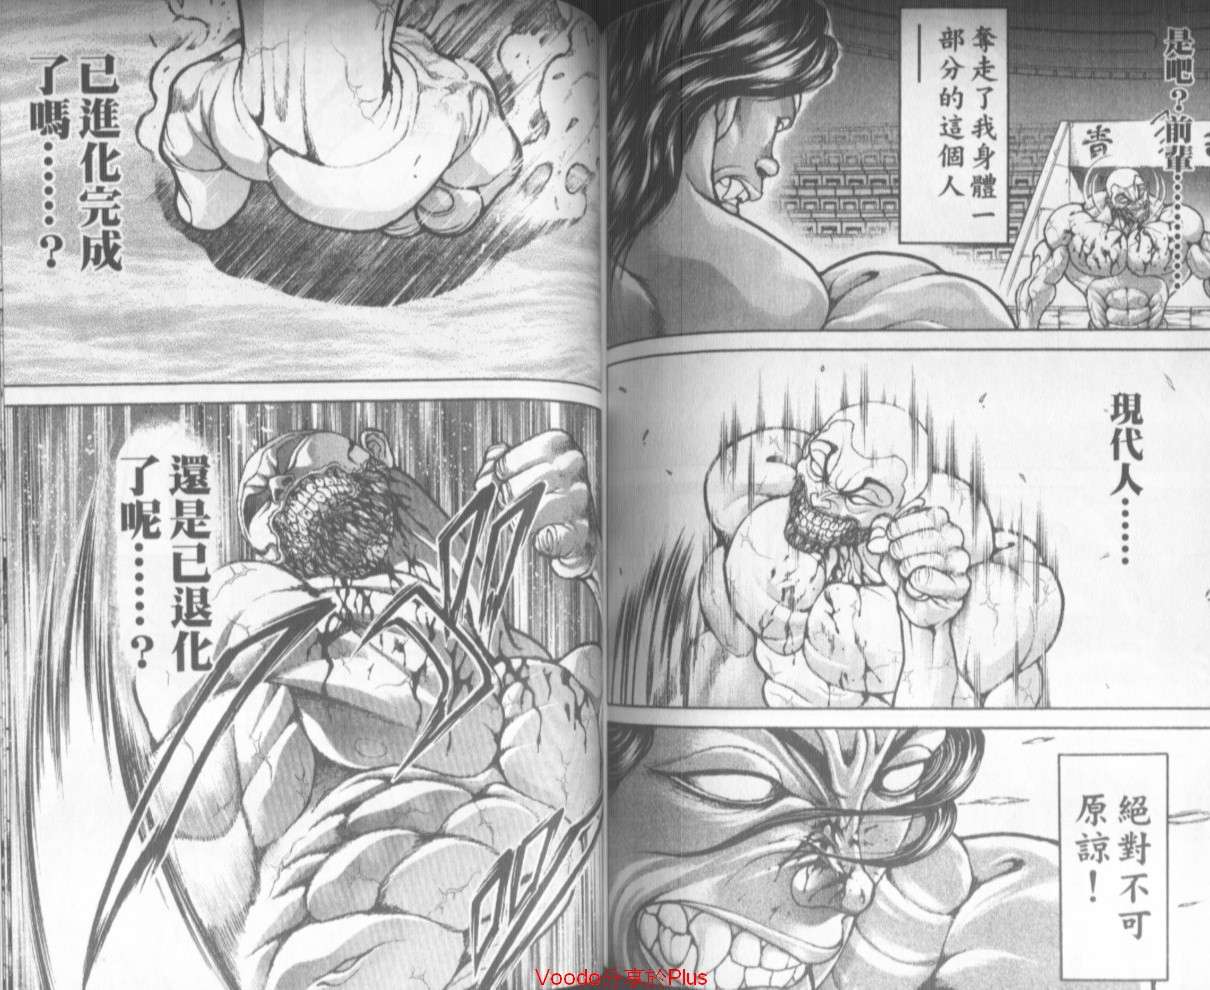 是吧？前輩…………
奪走了我身體一
部分的這個人
——
青
現代人……
絕對不可
原諒！
已進化完成
了嗎……？
還是已退化
了呢………？
Voodo分享於Plus